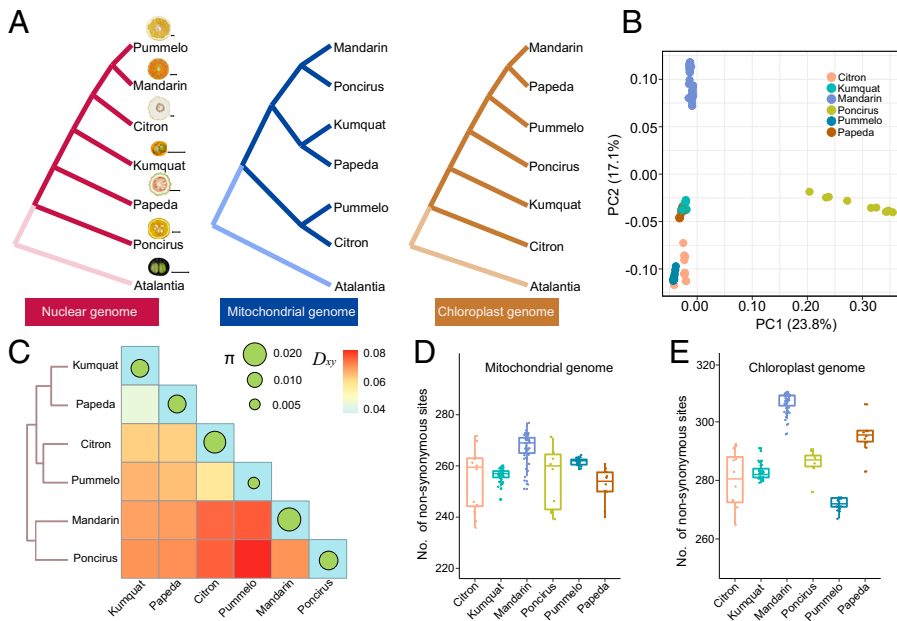 A
Pummelo
Mandarin
Citron
Kumquat
Papeda
Poncirus
Atalantia
Nuclear genome
Mandarin
Poncirus
Kumquat
Papeda
Pummelo
Citron
Atalantia
Mitochondrial genome
Mandarin
Papeda
Pummelo
Poncirus
Kumquat
Citron
Atalantia
Chloroplast genome
B
PC2 (17.1%)
0.10
0.05
0.00
-0.05
-0.10
Citron
Kumquat
Mandarin
Poncirus
Pummelo
Papeda
0.00
0.10
0.20
0.30
PC1 (23.8%)
C
Kumquat
Papeda
Citron
Pummelo
Mandarin
Poncirus
π
0.020
0.010
0.005
Dxy
0.08
0.06
0.04
Kumquat
Papeda
Citron
Pummelo
Mandarin
Poncirus
D
Mitochondrial genome
No. of non-synonymous sites
280
260
240
220
Citron
Kumquat
Mandarin
Poncirus
Pummelo
Papeda
E
Chloroplast genome
No. of non-synonymous sites
320
300
280
260
Citron
Kumquat
Mandarin
Poncirus
Pummelo
Papeda